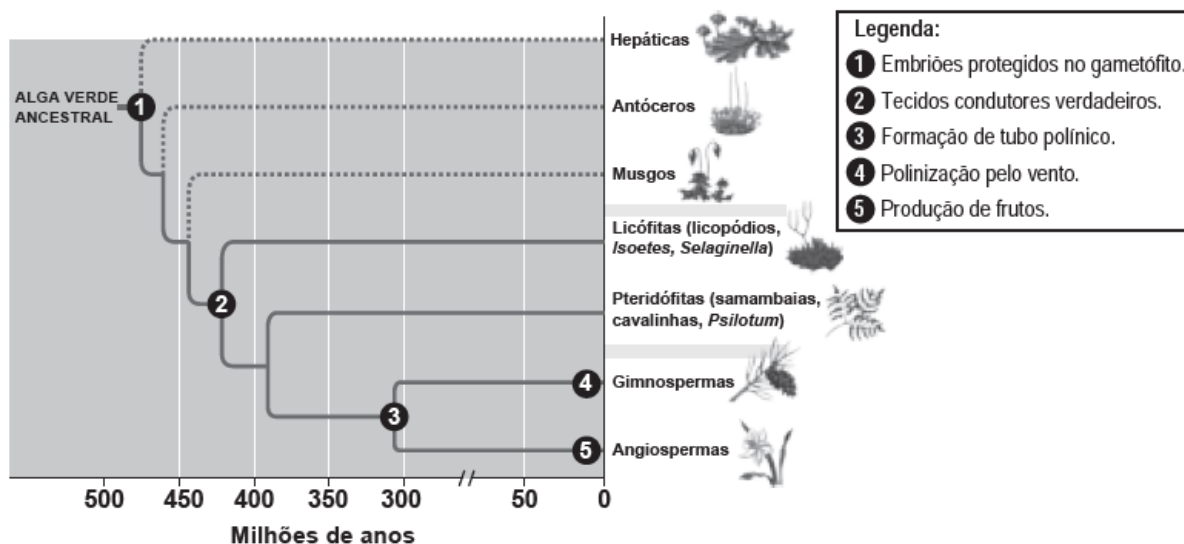 Hepáticas
ALGA VERDE
ANCESTRAL
1
Antóceros
Musgos
Licófitas (licopódios,
Isoetes, Selaginella)
2
Pteridófitas (samambaias,
cavalinhas, Psilotum)
Gimnospermas
4
3
Angiospermas
5
500 450 400 350 300 50 0
Milhões de anos
Legenda:
1 Embriões protegidos no gametófito.
2 Tecidos condutores verdadeiros.
3 Formação de tubo polínico.
4 Polinização pelo vento.
5 Produção de frutos.